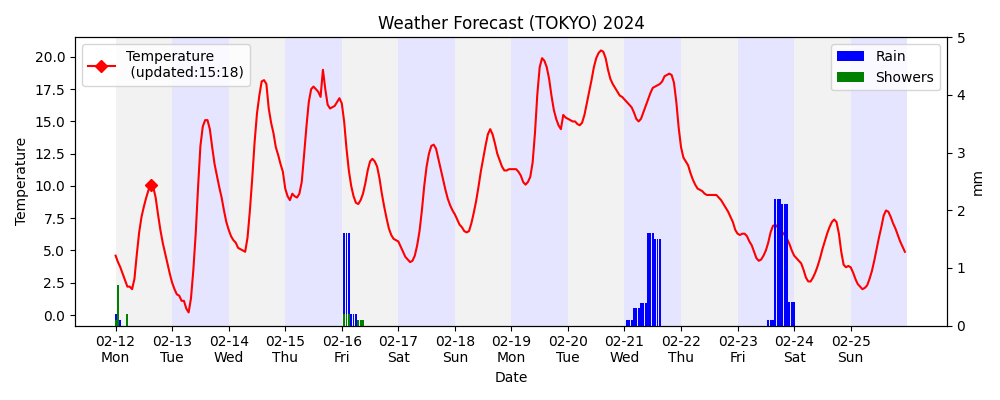 Weather Forecast (TOKYO) 2024
Temperature
(updated:15:18)
Rain
Showers
20.0
17.5
15.0
12.5
10.0
7.5
5.0
2.5
0.0
Temperature
5
4
3
2
1
0
mm
02-12 02-13 02-14 02-15 02-16 02-17 02-18 02-19 02-20 02-21 02-22 02-23 02-24 02-25
Mon Tue Wed Thu Fri Sat Sun Mon Tue Wed Thu Fri Sat Sun
Date